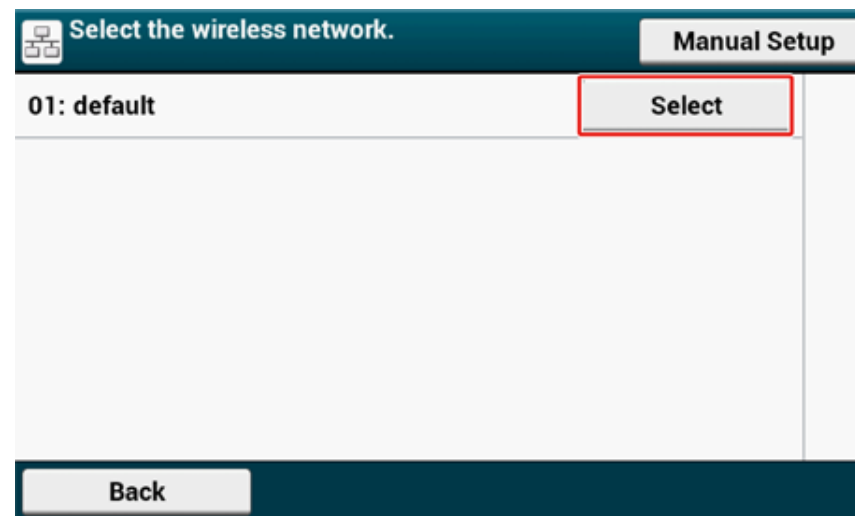 Select the wireless network.
Manual Setup
01: default
Select
Back